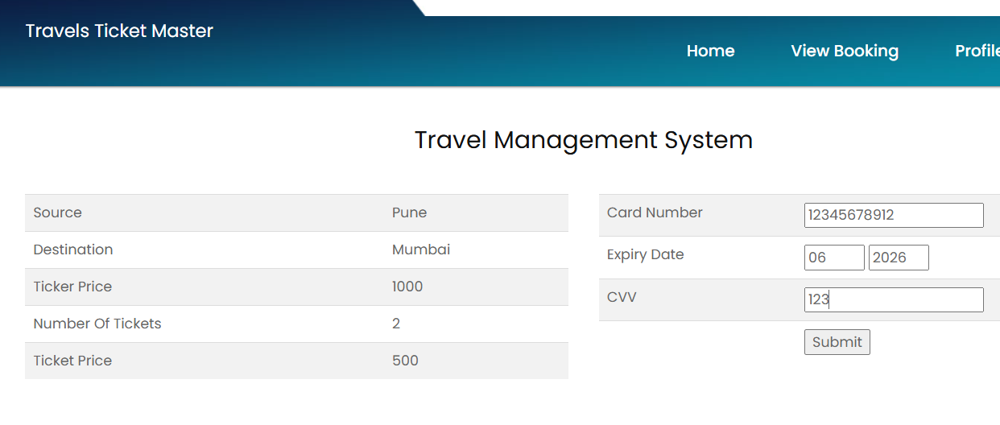 Travels Ticket Master
Home View Booking Profile
Travel Management System
Source Pune
Destination Mumbai
Ticker Price 1000
Number Of Tickets 2
Ticket Price 500
Card Number 12345678912
Expiry Date 06 2026
CVV 123
Submit